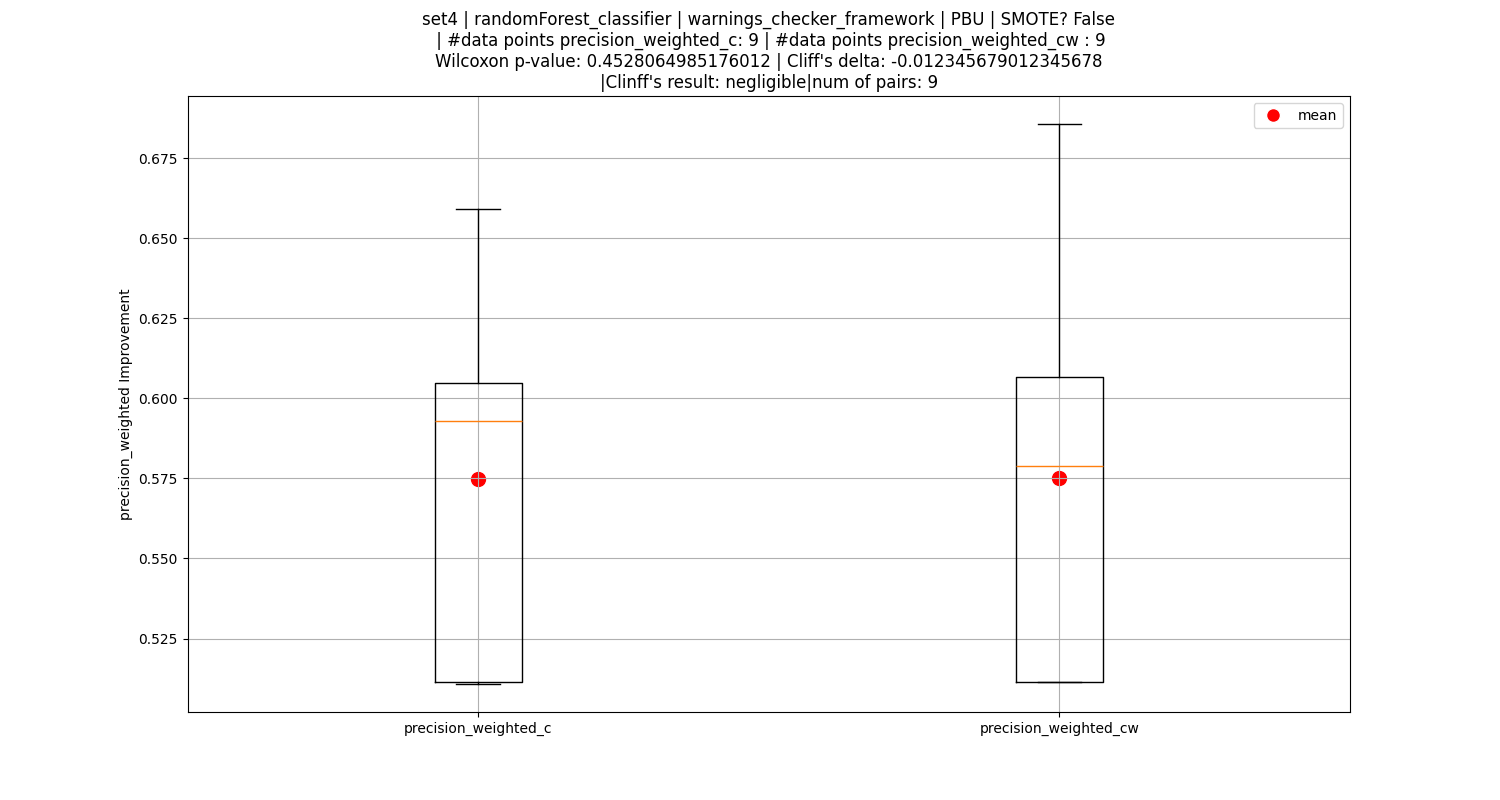 set4 | randomForest_classifier | warnings_checker_framework | PBU | SMOTE? False
| #data points precision_weighted_c: 9 | #data points precision_weighted_cw : 9
Wilcoxon p-value: 0.4528064985176012 | Cliff's delta: -0.012345679012345678
|Clinff's result: negligible|num of pairs: 9
mean
0.675
0.650
0.625
0.600
0.575
0.550
0.525
precision_weighted Improvement
precision_weighted_c
precision_weighted_cw